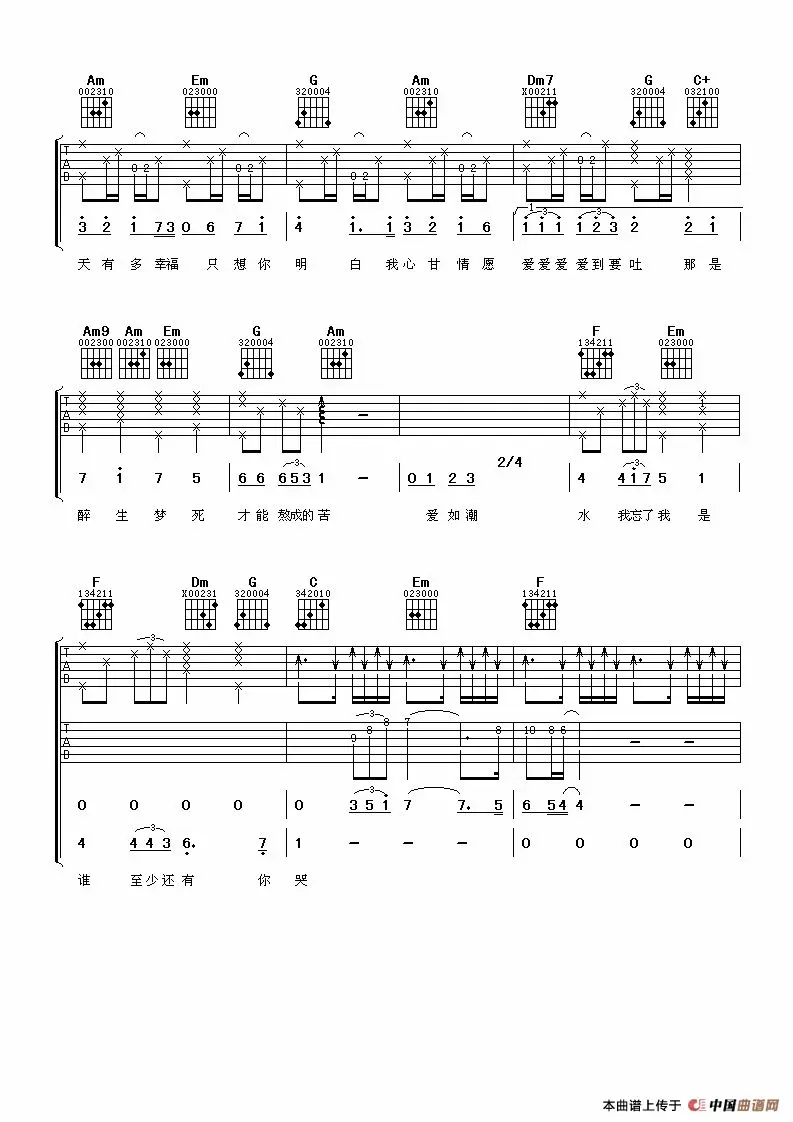 Am Em G Am Dm7 G C+
002310 023000 320004 002310 X00211 320004 032100
T A B
0 2 0 2 0 2 0 2 0 2
1. 3 3
3 2 1 7 3 0 6 7 1 | 4 1. 1 3 2 1 6 | 1 1 1 1 2 3 2 2 1 |
天 有 多 幸福 只 想 你 明 白 我 心 甘 情 愿 爱 爱 爱 爱 到 要 吐 那 是
Am9 Am Em G Am F Em
002300 002310 023000 320004 002310 134211 023000
T A B
3 1
2/4
7 1 7 5 | 6 6 6 5 3 1 - | 0 1 2 3 | 4 4 1 7 5 1 |
醉 生 梦 死 才 能 熬成的 苦 爱 如 潮 水 我忘了 我 是
F Dm G C Em F
134211 X00231 320004 342010 023000 134211
T A B
3
T A B
3 9 8 8 7 8 10 8 6 - -
0 0 0 0 | 0 3 5 1 7 7. 5 | 6 5 4 4 - - |
4 4 4 3 6. 7 | 1 - - - | 0 0 0 0 |
谁 至少还 有 你 哭
本曲谱上传于 中国曲谱网